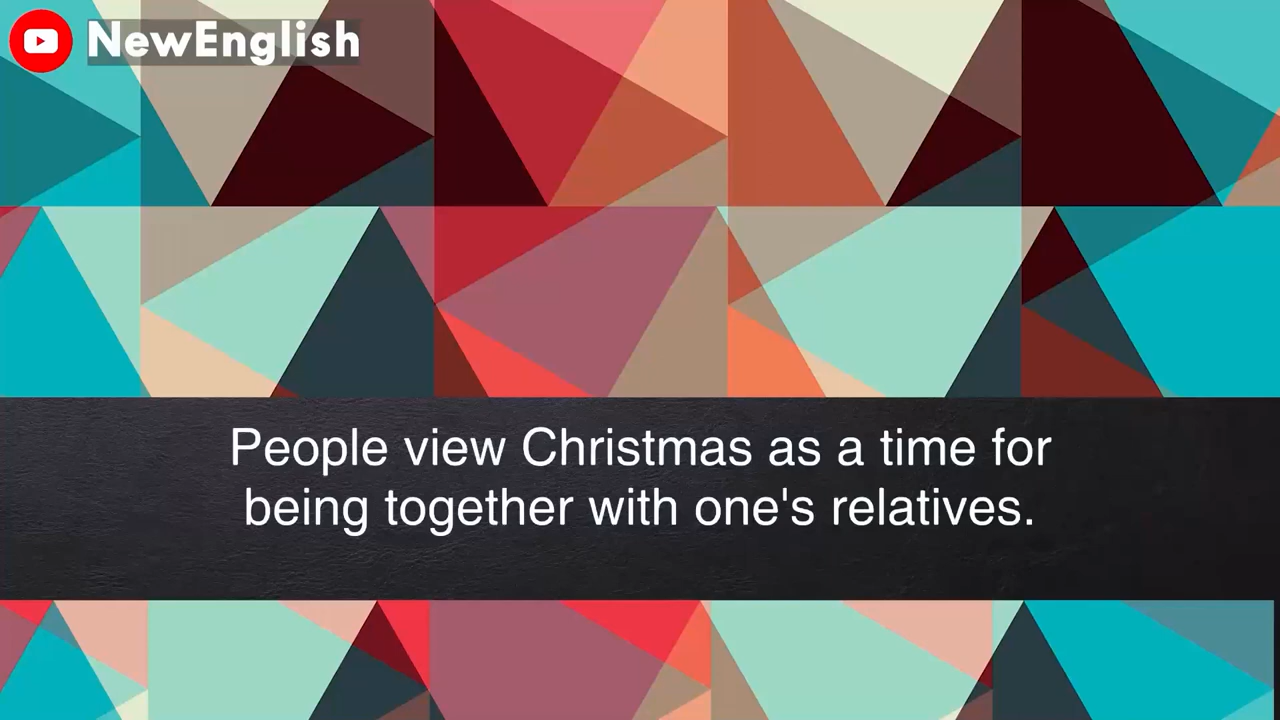 NewEnglish
People view Christmas as a time for
being together with one's relatives.